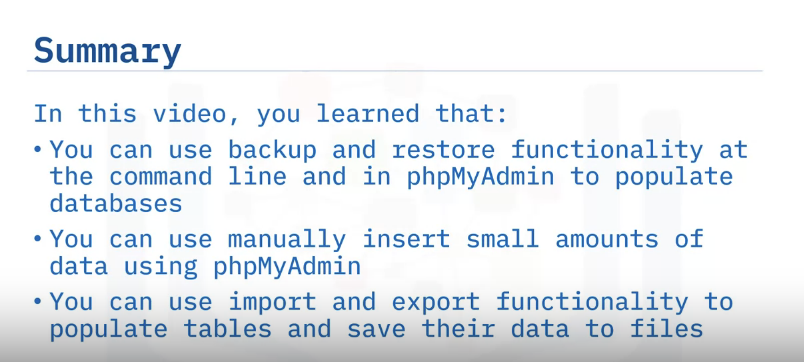 Summary
In this video, you learned that:
• You can use backup and restore functionality at
the command line and in phpMyAdmin to populate
databases
• You can use manually insert small amounts of
data using phpMyAdmin
• You can use import and export functionality to
populate tables and save their data to files